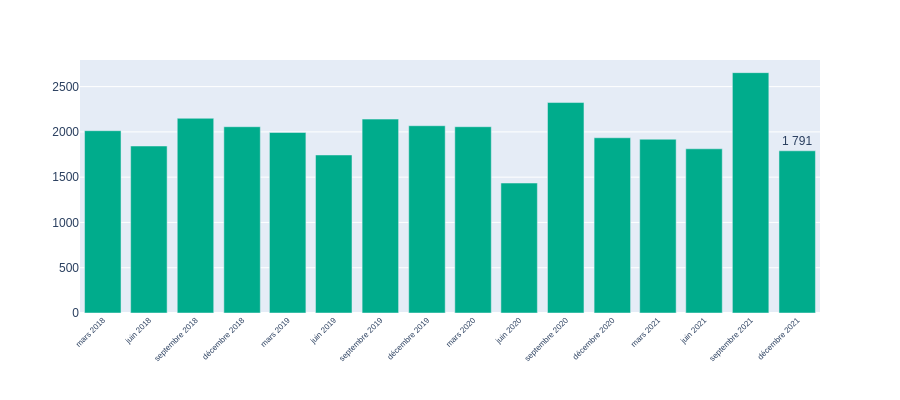 2500
2000
1500
1000
500
0
1 791
mars 2018
juin 2018
septembre 2018
décembre 2018
mars 2019
juin 2019
septembre 2019
décembre 2019
mars 2020
juin 2020
septembre 2020
décembre 2020
mars 2021
juin 2021
septembre 2021
décembre 2021